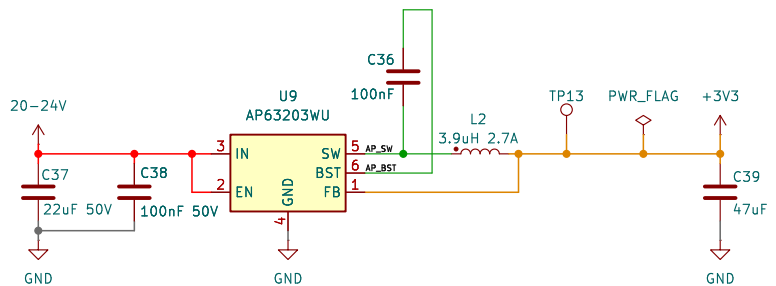 C36
100nF
U9
AP63203WU
20-24V
TP13
PWR_FLAG
+3V3
L2
3.9uH 2.7A
3
IN
SW
5
AP_SW
BST
6
AP_BST
2
EN
FB
1
GND
4
C37
22uF 50V
C38
100nF 50V
C39
47uF
GND
GND
GND